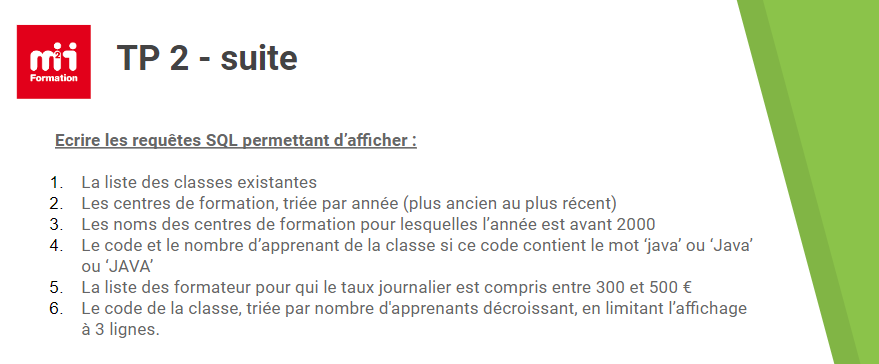 m2i
Formation
TP 2 - suite
Ecrire les requêtes SQL permettant d’afficher :
1. La liste des classes existantes
2. Les centres de formation, triée par année (plus ancien au plus récent)
3. Les noms des centres de formation pour lesquelles l’année est avant 2000
4. Le code et le nombre d’apprenant de la classe si ce code contient le mot ‘java’ ou ‘Java’
ou ‘JAVA’
5. La liste des formateur pour qui le taux journalier est compris entre 300 et 500 €
6. Le code de la classe, triée par nombre d'apprenants décroissant, en limitant l’affichage
à 3 lignes.